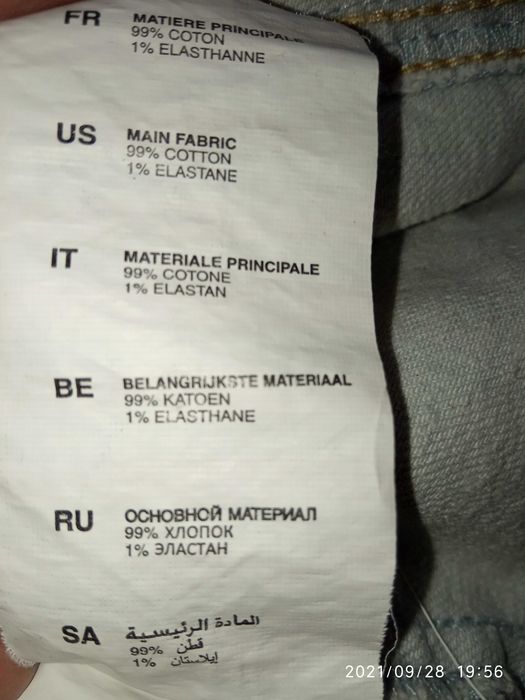 FR MATIERE PRINCIPALE
99% COTON
1% ELASTHANNE
US MAIN FABRIC
99% COTTON
1% ELASTANE
IT MATERIALE PRINCIPALE
99% COTONE
1% ELASTAN
BE BELANGRIJKSTE MATERIAAL
99% KATOEN
1% ELASTHANE
RU ОСНОВНОЙ МАТЕРИАЛ
99% ХЛОПОК
1% ЭЛАСТАН
SA المادة الرئيسية
99% قطن
1% إيلاستان
2021/09/28 19:56